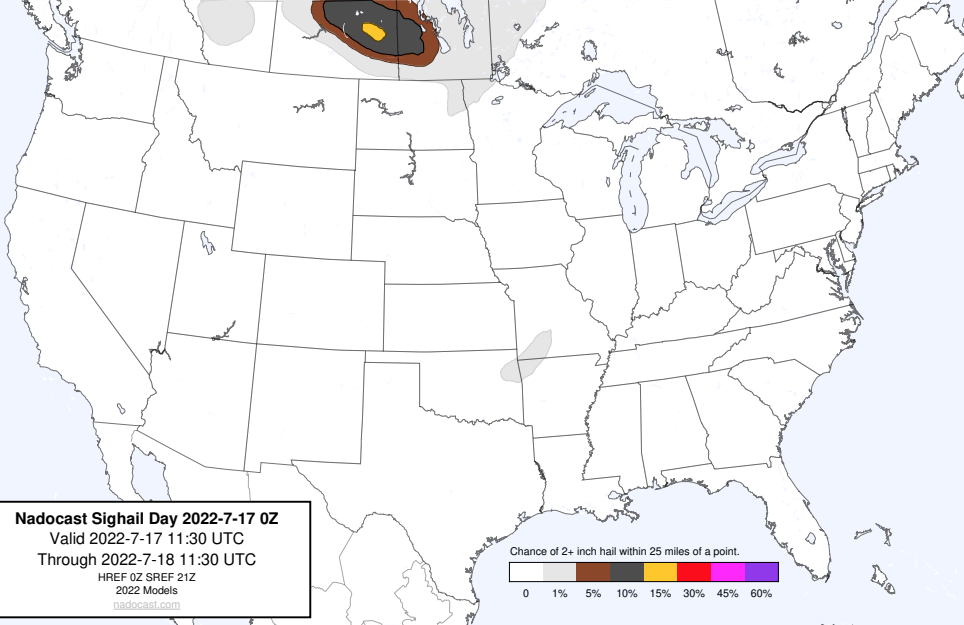 Nadocast Sighail Day 2022-7-17 0Z
Valid 2022-7-17 11:30 UTC
Through 2022-7-18 11:30 UTC
HREF 0Z SREF 21Z
2022 Models
nadocast.com
Chance of 2+ inch hail within 25 miles of a point.
0 1% 5% 10% 15% 30% 45% 60%